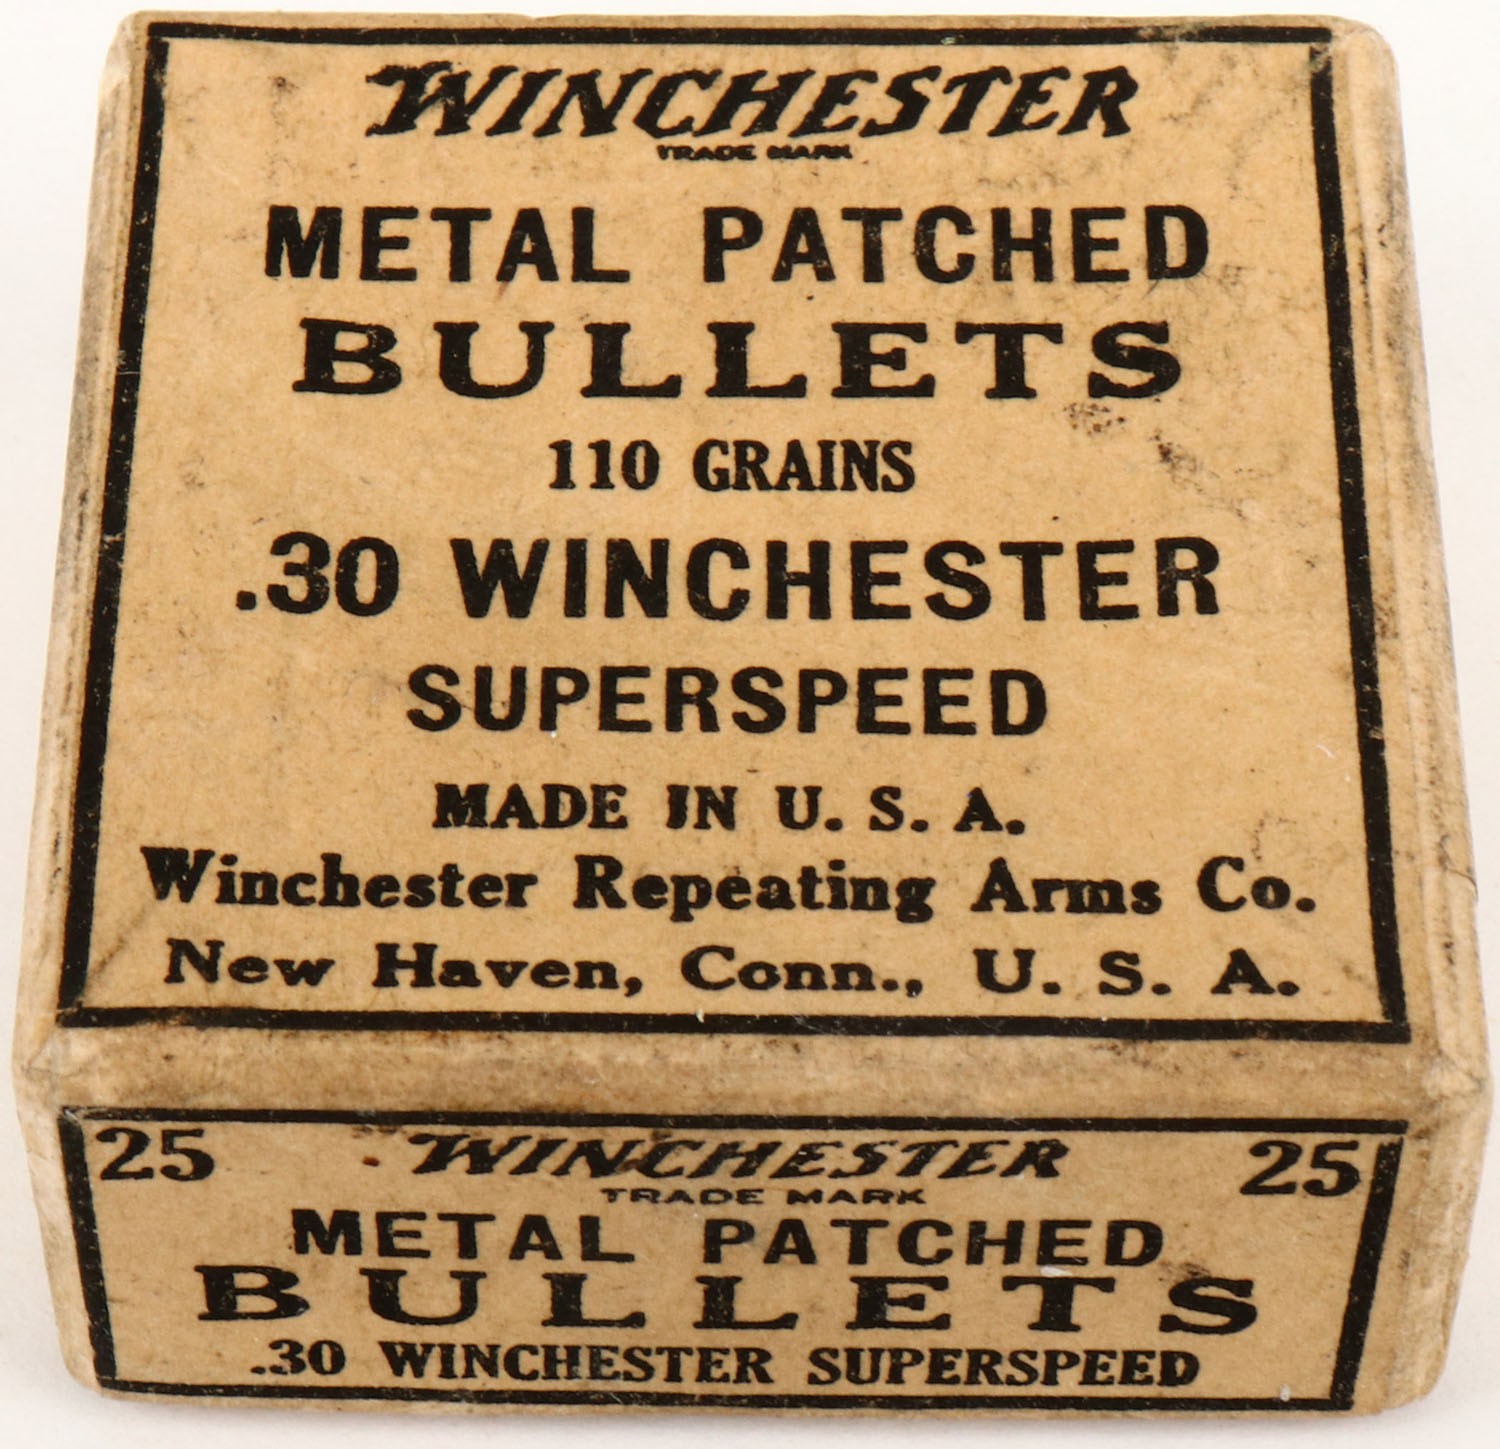 WINCHESTER
TRADE MARK
METAL PATCHED
BULLETS
110 GRAINS
.30 WINCHESTER
SUPERSPEED
MADE IN U. S. A.
Winchester Repeating Arms Co.
New Haven, Conn., U. S. A.
25 WINCHESTER 25
TRADE MARK
METAL PATCHED
BULLETS
.30 WINCHESTER SUPERSPEED